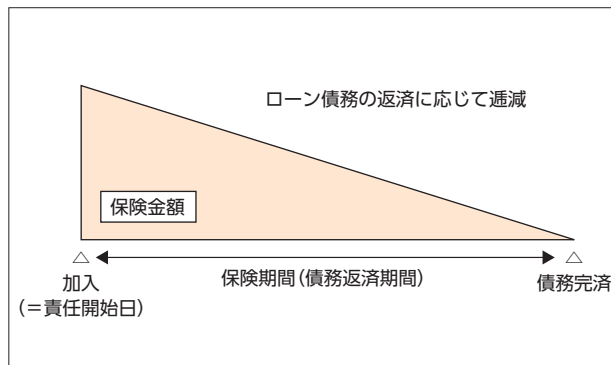 ローン債務の返済に応じて逓減
保険金額
加入
(＝責任開始日)
保険期間(債務返済期間)
債務完済